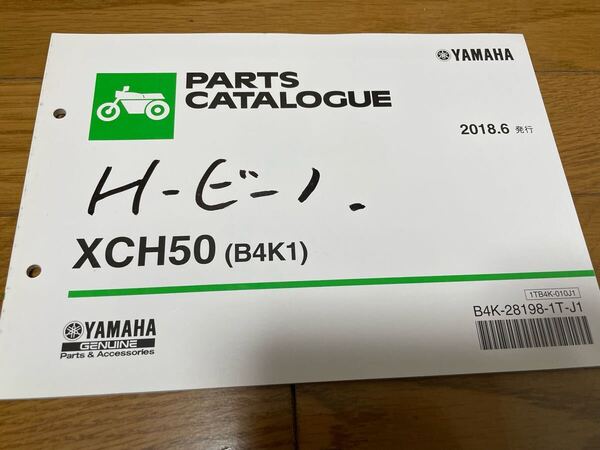 YAMAHA
PARTS
CATALOGUE
2018.6 発行
H-ビーノ.
XCH50 (B4K1)
1TB4K-010J1
B4K-28198-1T-J1
YAMAHA
GENUINE
Parts & Accessories